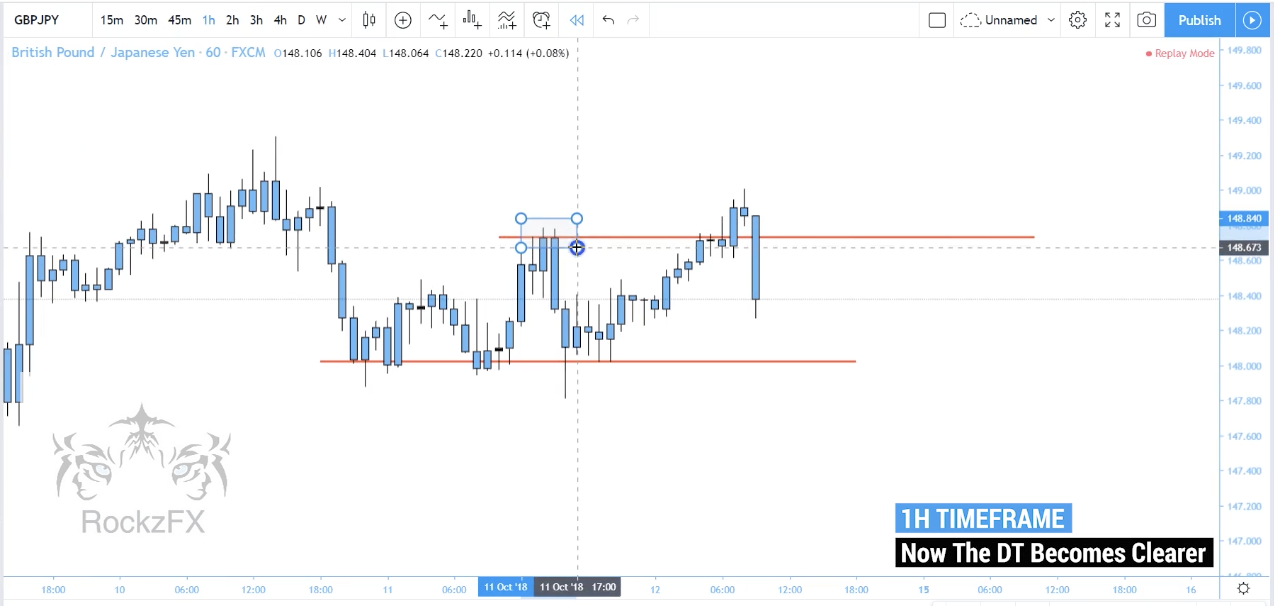 GBPJPY 15m 30m 45m 1h 2h 3h 4h D W Unnamed Publish
British Pound / Japanese Yen · 60 · FXCM O148.106 H148.404 L148.064 C148.220 +0.114 (+0.08%)
Replay Mode
149.800
149.600
149.400
149.200
149.000
148.840
148.673
148.600
148.400
148.200
148.000
147.800
147.600
147.400
147.200
147.000
RockzFX
1H TIMEFRAME
Now The DT Becomes Clearer
18:00 10 06:00 12:00 18:00 11 06:00 11 Oct '18 11 Oct '18 17:00 12 06:00 12:00 18:00 15 06:00 12:00 18:00 16